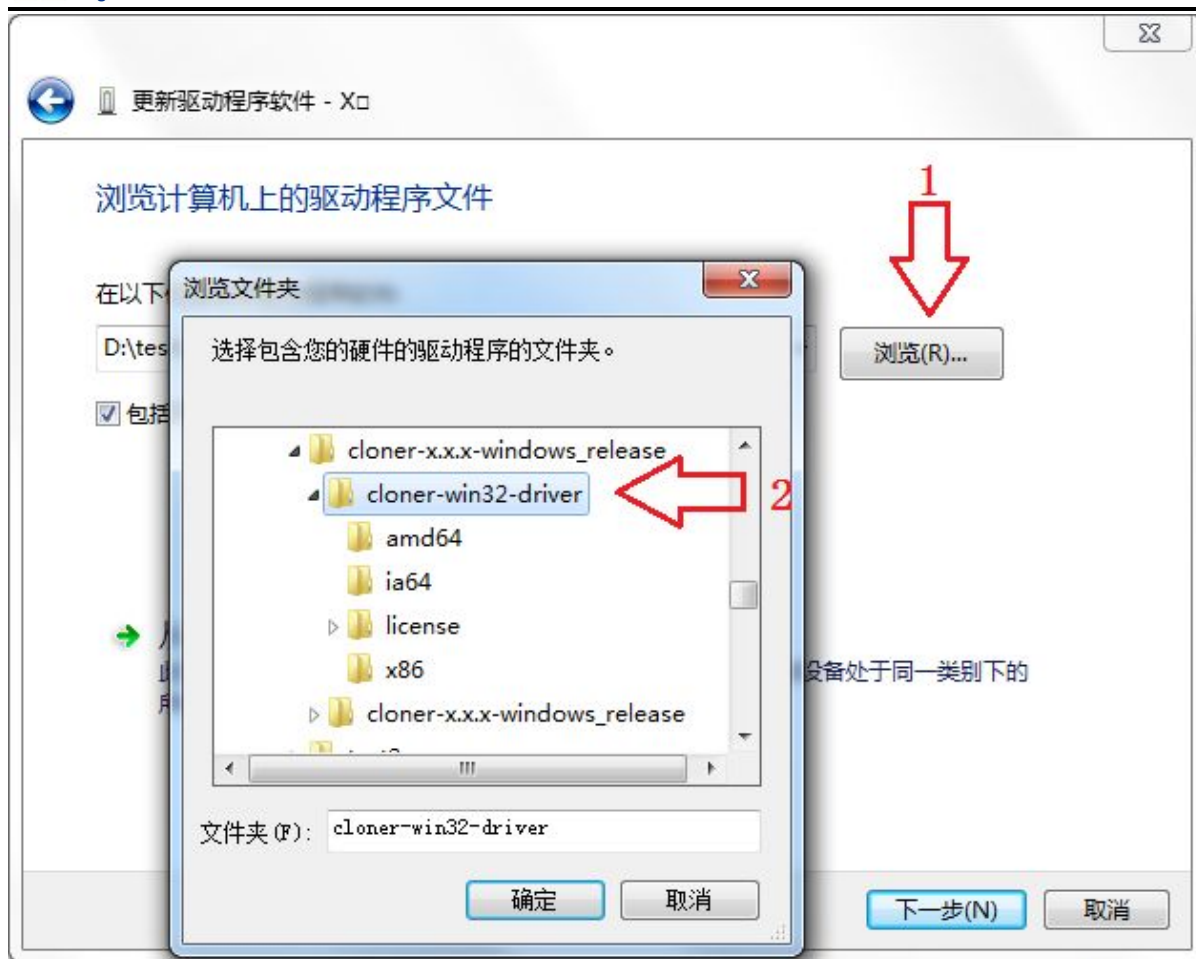 更新驱动程序软件 - X□
浏览计算机上的驱动程序文件
1
在以下
浏览文件夹
D:\tes
选择包含您的硬件的驱动程序的文件夹。
浏览(R)...
包括
cloner-x.x.x-windows_release
cloner-win32-driver
2
amd64
ia64
license
x86
设备处于同一类别下的
cloner-x.x.x-windows_release
文件夹(F):
cloner-win32-driver
确定
取消
下一步(N)
取消